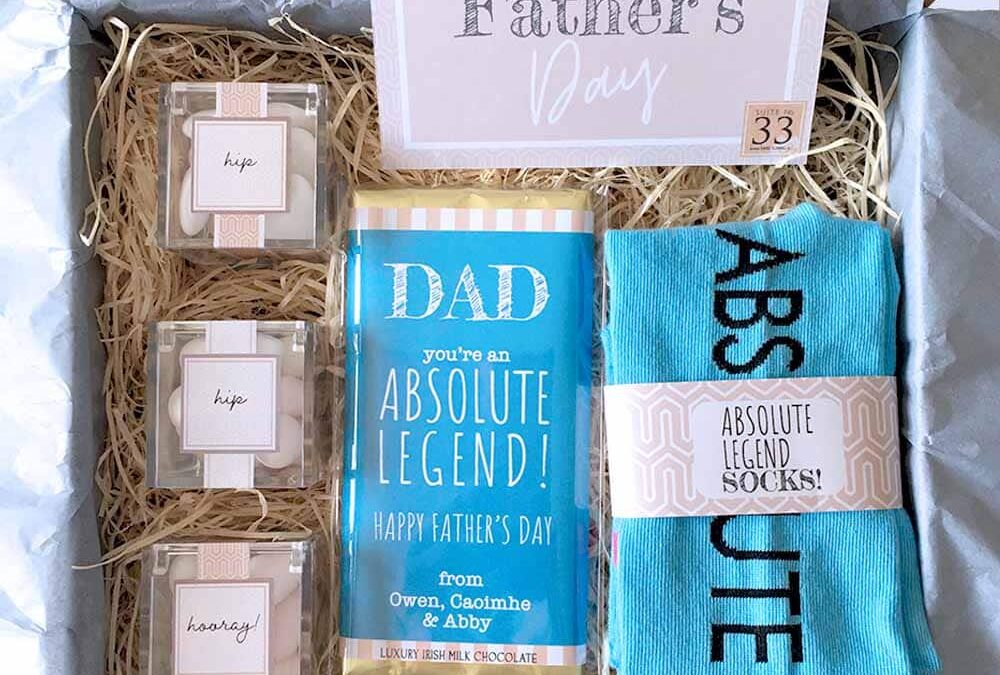 Father's
Day
SUITE No
33
hip
hip
hooray!
DAD
you're an
ABSOLUTE
LEGEND!
HAPPY FATHER'S DAY
from
Owen, Caoimhe
& Abby
LUXURY IRISH MILK CHOCOLATE
ABS
UTE
ABSOLUTE
LEGEND
SOCKS!